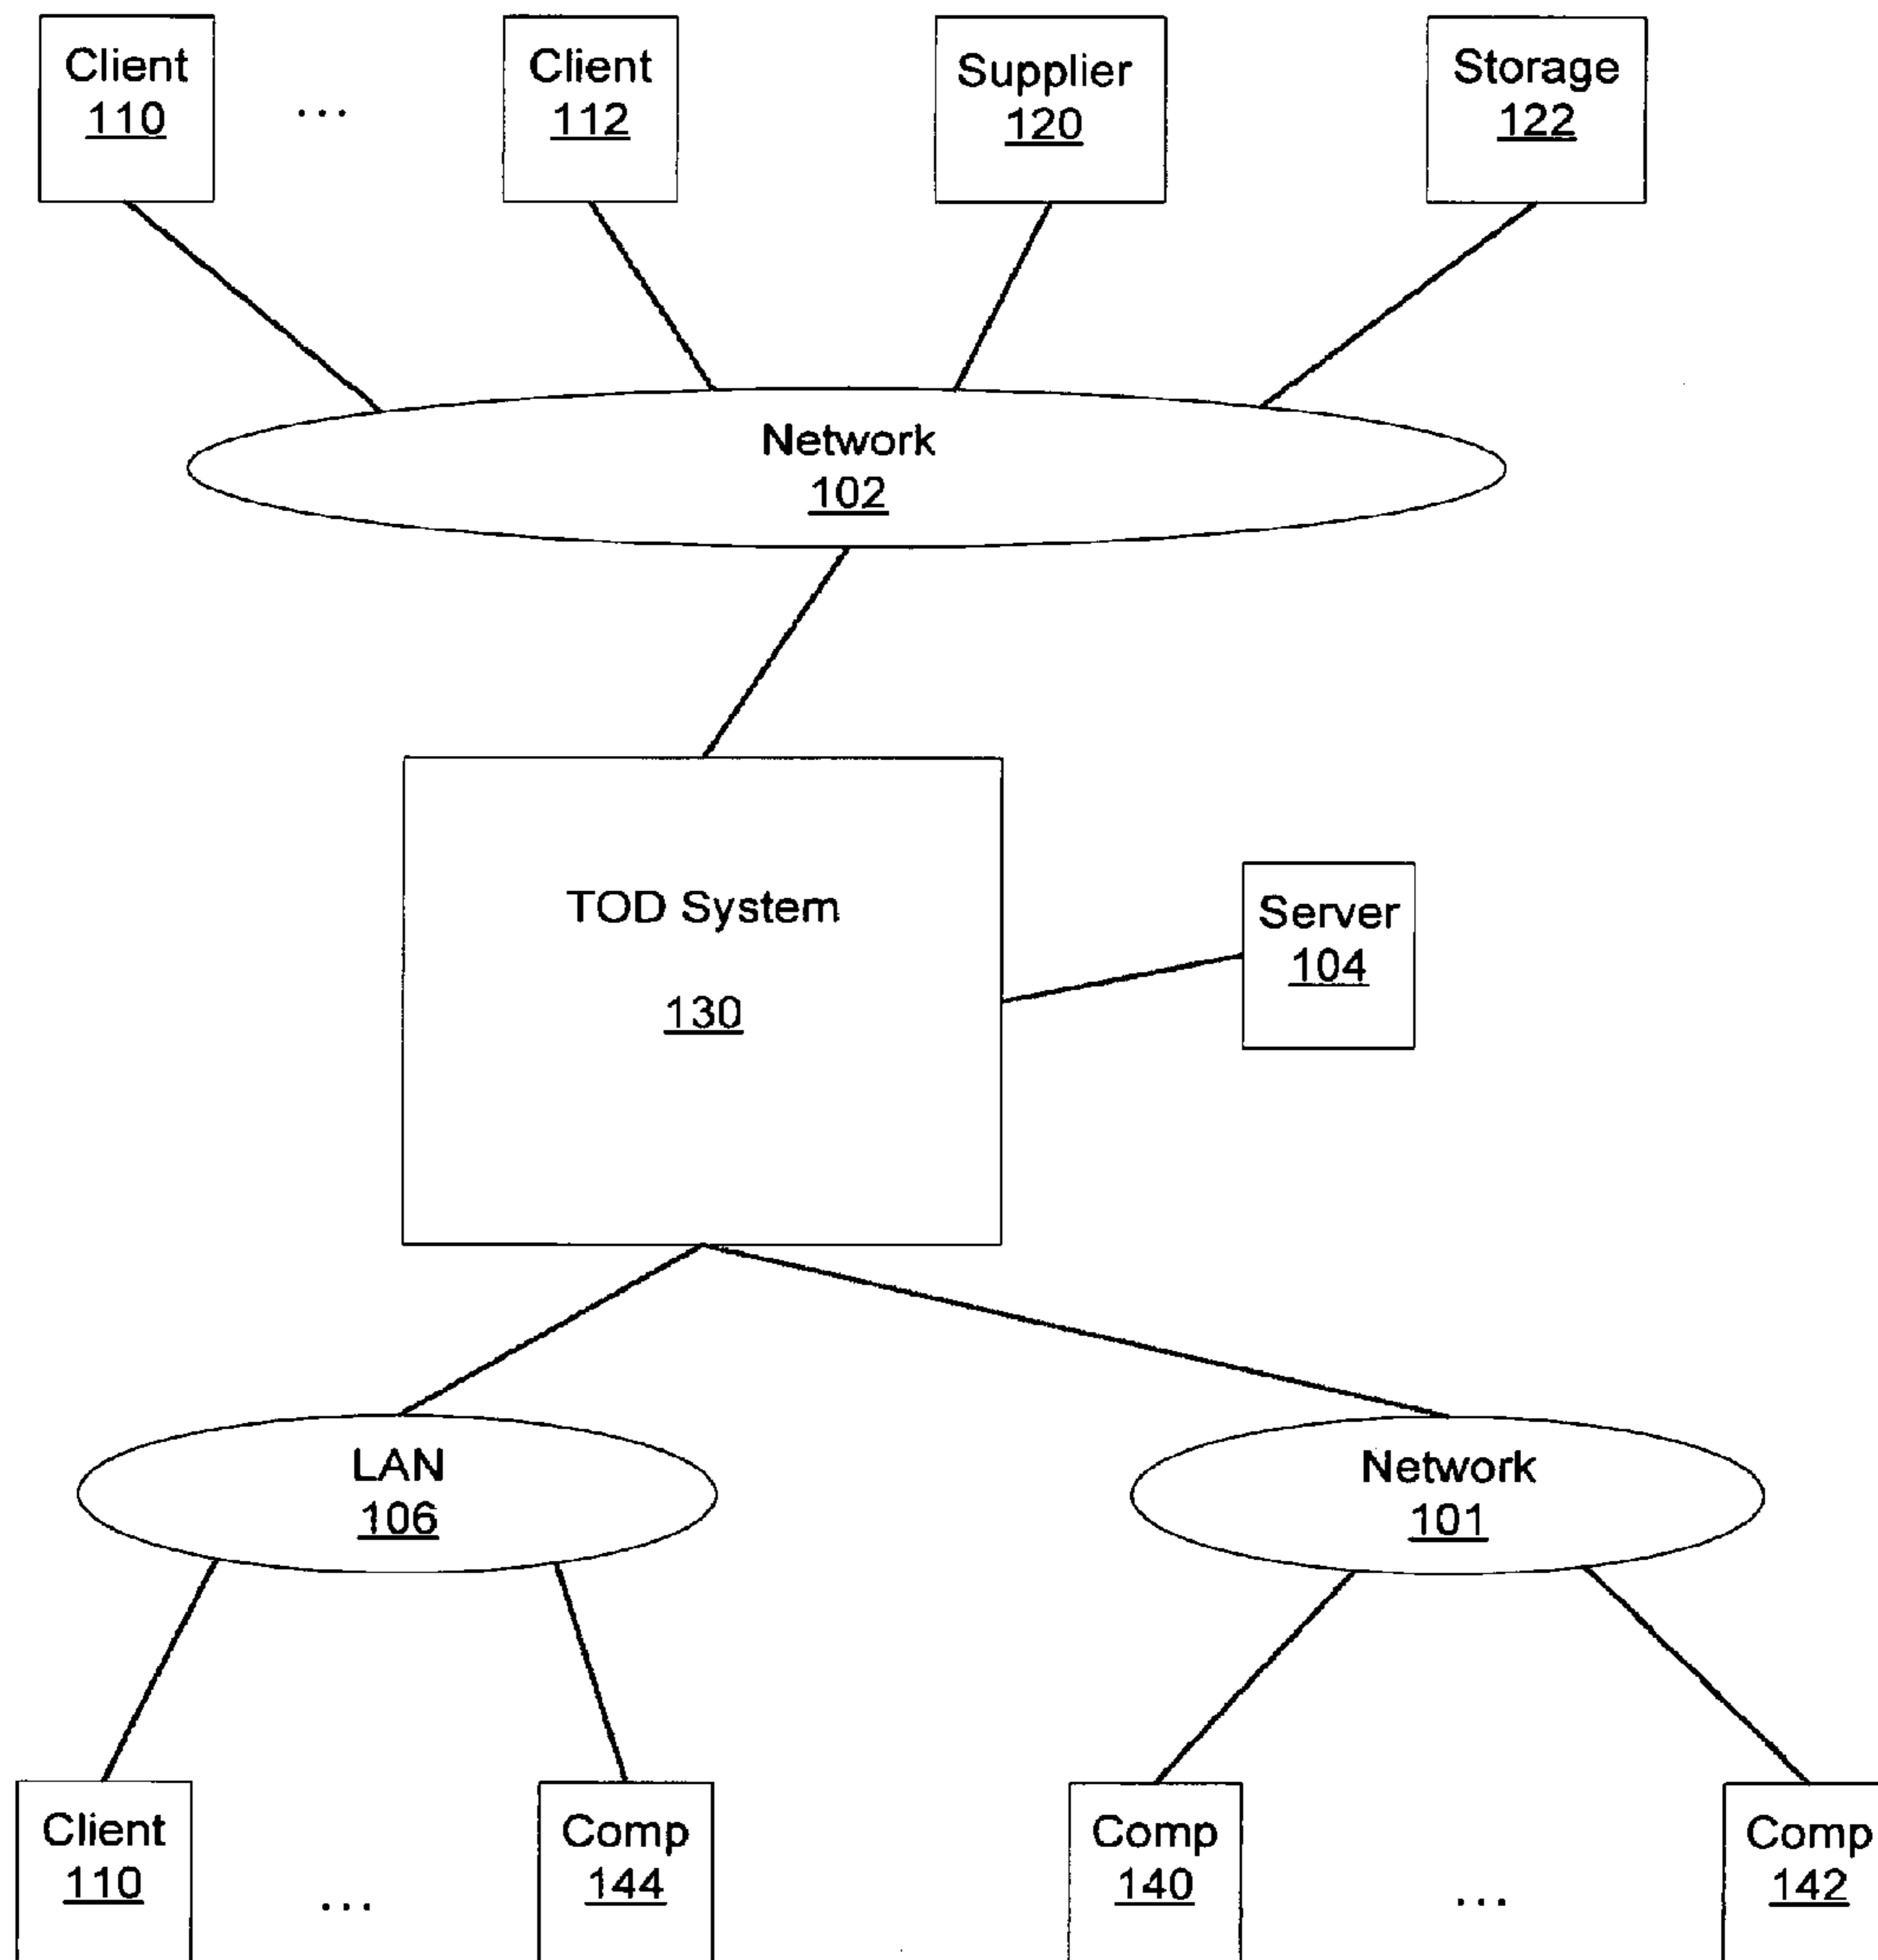 Client
110
...
Client
112
Supplier
120
Storage
122
Network
102
TOD System
130
Server
104
LAN
106
Network
101
Client
110
...
Comp
144
Comp
140
...
Comp
142